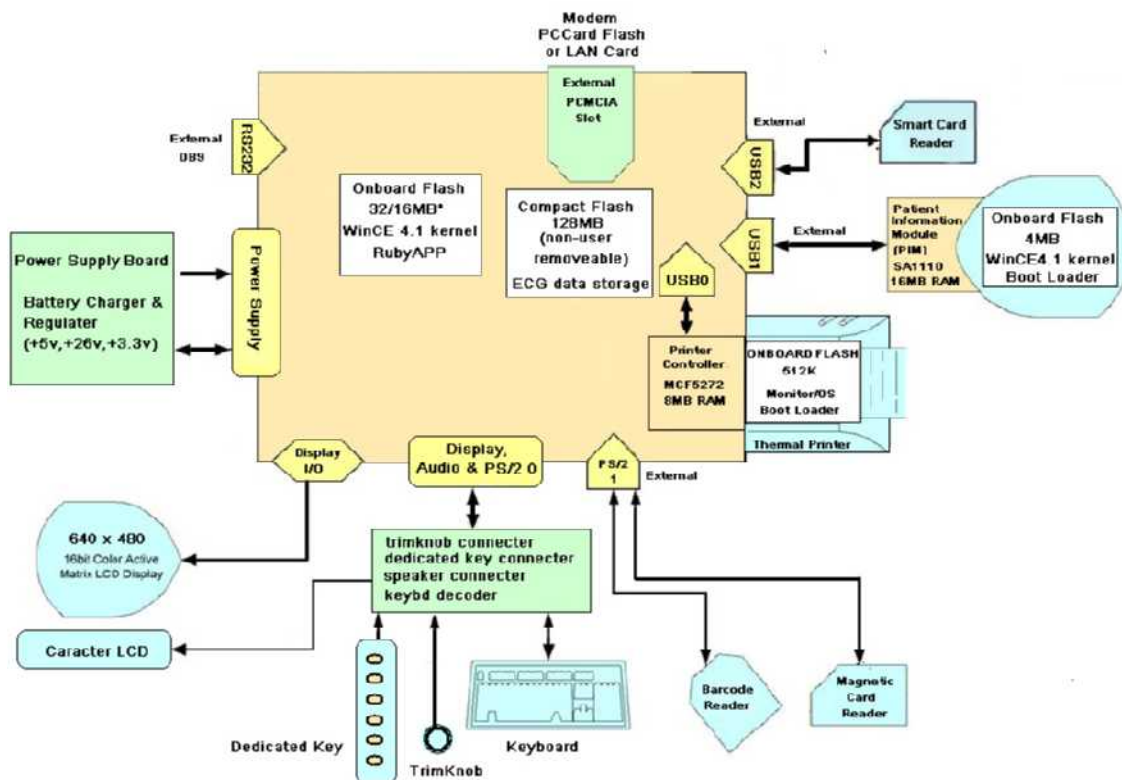 Modem
PCCard Flash
or LAN Card
External
PCMCIA
Slot
External
DB9
RS232
External
USB2
Smart Card
Reader
Onboard Flash
32/16MB*
WinCE 4.1 kernel
RubyAPP
Compact Flash
128MB
(non-user
removeable)
ECG data storage
USB1
External
Patient
Information
Module
(PIM)
SA1110
16MB RAM
Onboard Flash
4MB
WinCE4.1 kernel
Boot Loader
Power Supply Board
Battery Charger &
Regulater
(+5v,+26v,+3.3v)
Power Supply
USB0
Printer
Controller
MCF5272
8MB RAM
ONBOARD FLASH
512K
Monitor/OS
Boot Loader
Thermal Printer
Display
I/O
Display,
Audio & PS/2 0
PS/2
1
External
640 x 480
16bit Color Active
Matrix LCD Display
trimknob connecter
dedicated key connecter
speaker connecter
keybd decoder
Caracter LCD
Dedicated Key
TrimKnob
Keyboard
Barcode
Reader
Magnetic
Card
Reader